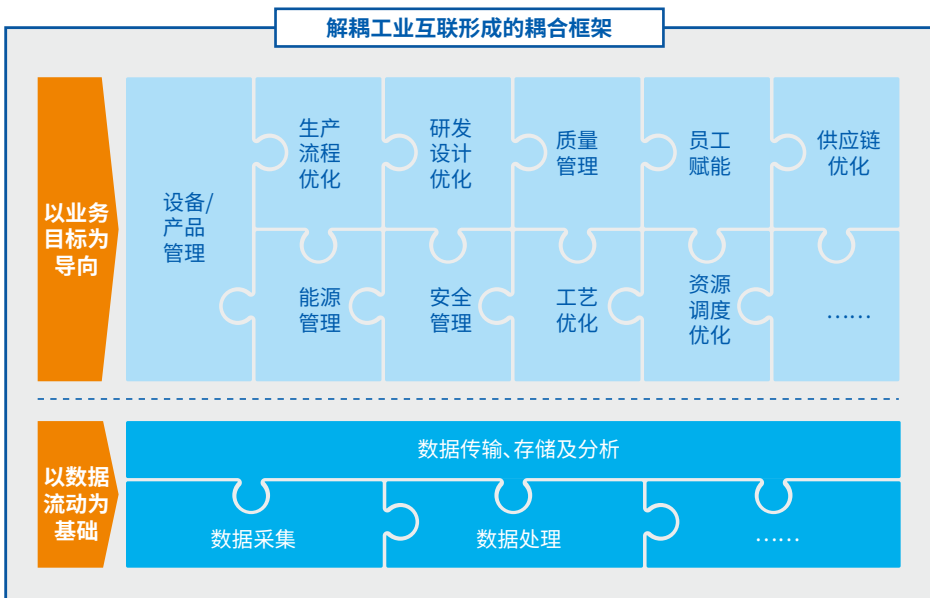 解耦工业互联形成的耦合框架
以业务
目标为
导向
设备/
产品
管理
生产
流程
优化
研发
设计
优化
质量
管理
员工
赋能
供应链
优化
能源
管理
安全
管理
工艺
优化
资源
调度
优化
……
以数据
流动为
基础
数据传输、存储及分析
数据采集
数据处理
……